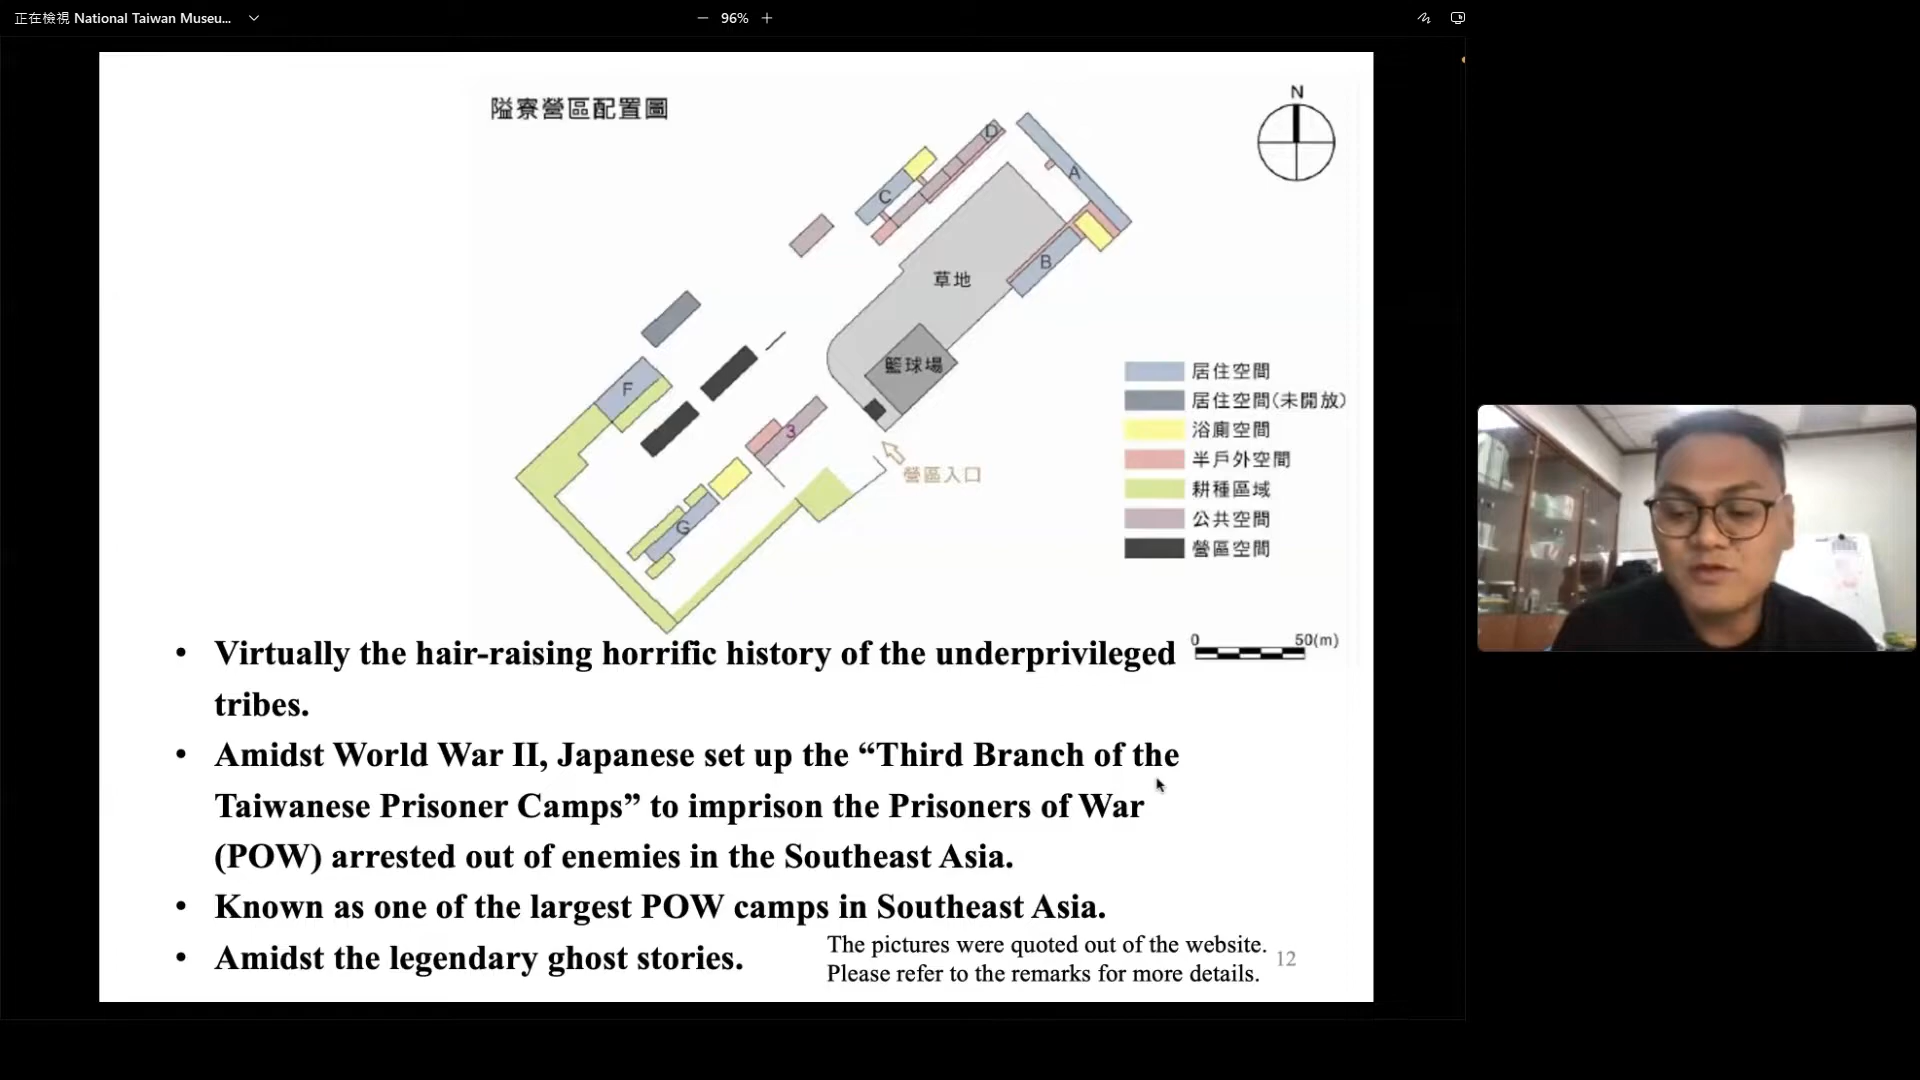 正在檢視 National Taiwan Museu...
96%
隘寮營區配置圖
N
D
A
C
B
草地
籃球場
F
3
G
營區入口
居住空間
居住空間(未開放)
浴廁空間
半戶外空間
耕種區域
公共空間
營區空間
0 50(m)
• Virtually the hair-raising horrific history of the underprivileged
tribes.
• Amidst World War II, Japanese set up the “Third Branch of the
Taiwanese Prisoner Camps” to imprison the Prisoners of War
(POW) arrested out of enemies in the Southeast Asia.
• Known as one of the largest POW camps in Southeast Asia.
• Amidst the legendary ghost stories.
The pictures were quoted out of the website.
Please refer to the remarks for more details.
12